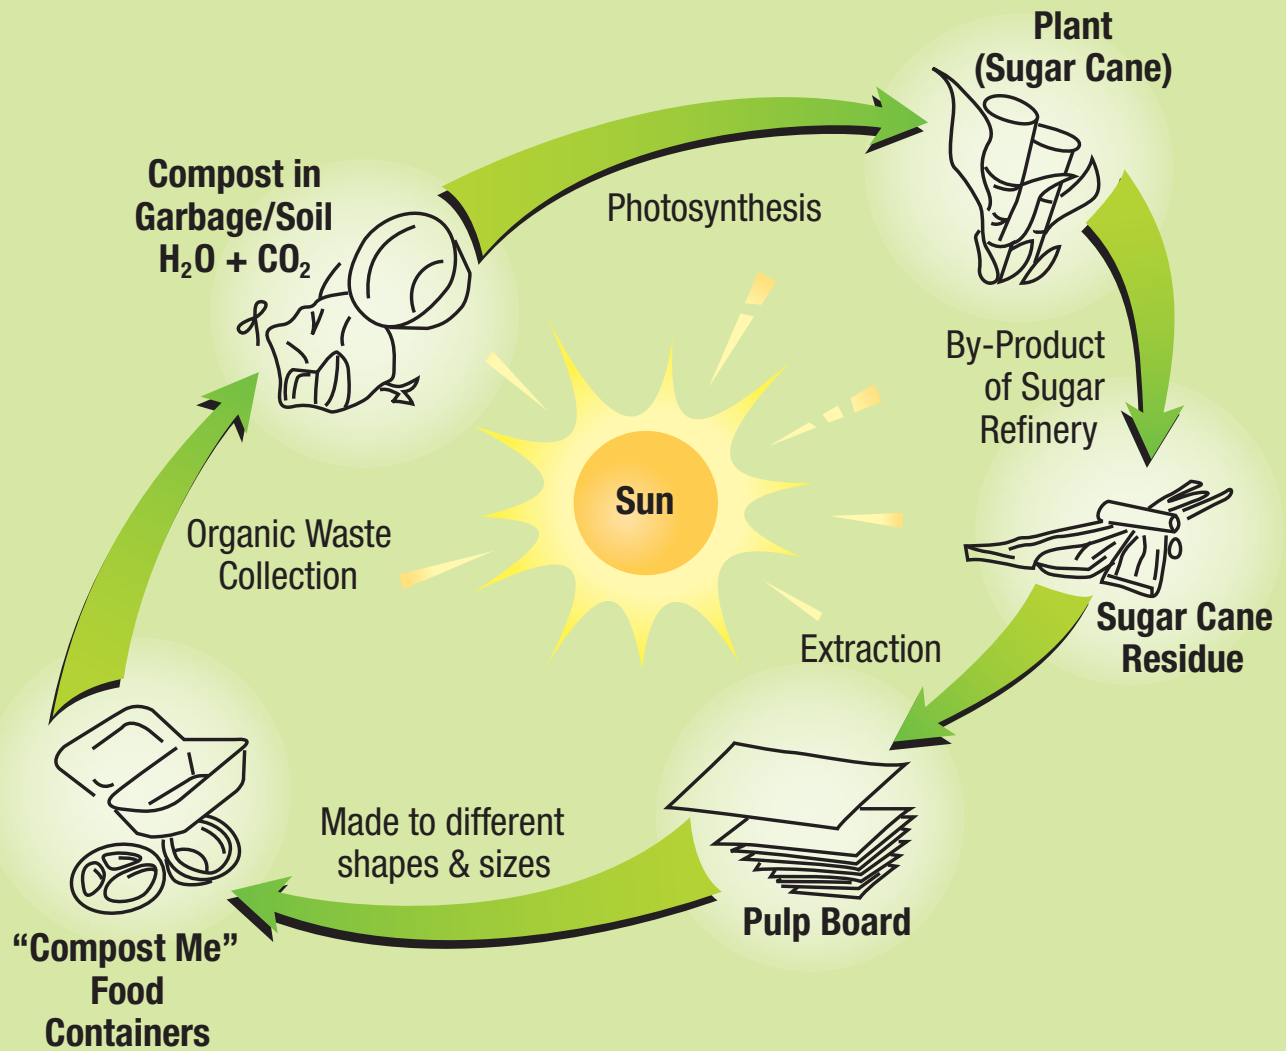 Plant
(Sugar Cane)
Compost in
Garbage/Soil
H₂O + CO₂
Photosynthesis
By-Product
of Sugar
Refinery
Sun
Organic Waste
Collection
Sugar Cane
Residue
Extraction
Made to different
shapes & sizes
Pulp Board
“Compost Me”
Food
Containers